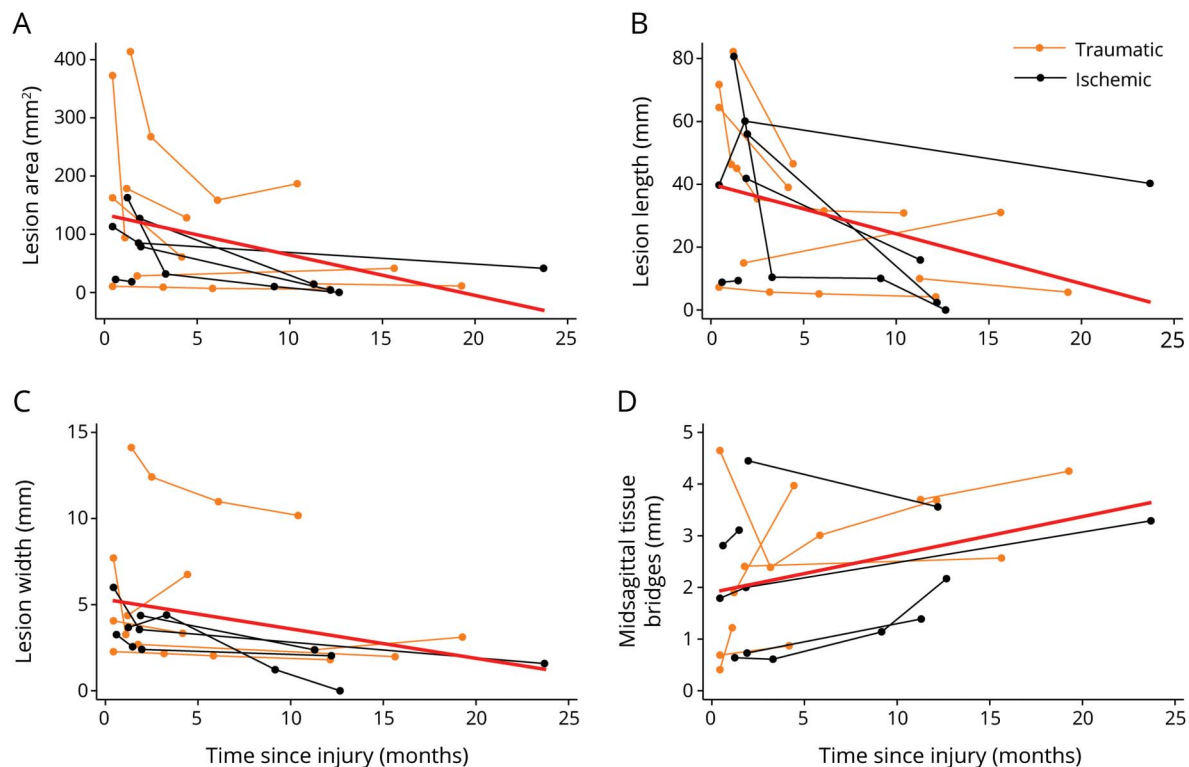 A
B
Traumatic
Ischemic
Lesion area (mm²)
400
300
200
100
0
0 5 10 15 20 25
Lesion length (mm)
80
60
40
20
0
0 5 10 15 20 25
C
D
Lesion width (mm)
15
10
5
0
0 5 10 15 20 25
Time since injury (months)
Midsagittal tissue
bridges (mm)
5
4
3
2
1
0
0 5 10 15 20 25
Time since injury (months)